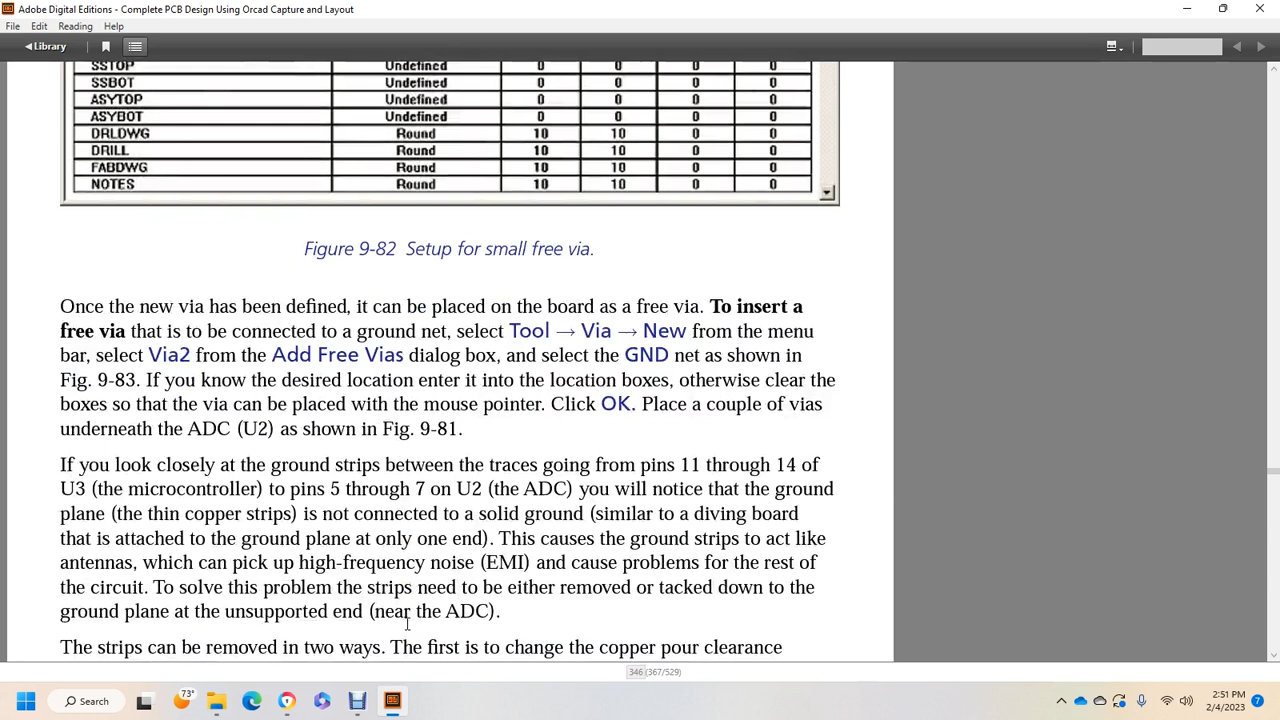 Adobe Digital Editions - Complete PCB Design Using Orcad Capture and Layout
File Edit Reading Help
◀ Library
SSTOP Undefined 0 0 0 0
SSBOT Undefined 0 0 0 0
ASYTOP Undefined 0 0 0 0
ASYBOT Undefined 0 0 0 0
DRLDWG Round 10 10 0 0
DRILL Round 10 10 0 0
FABDWG Round 10 10 0 0
NOTES Round 10 10 0 0
Figure 9-82 Setup for small free via.
Once the new via has been defined, it can be placed on the board as a free via. To insert a
free via that is to be connected to a ground net, select Tool → Via → New from the menu
bar, select Via2 from the Add Free Vias dialog box, and select the GND net as shown in
Fig. 9-83. If you know the desired location enter it into the location boxes, otherwise clear the
boxes so that the via can be placed with the mouse pointer. Click OK. Place a couple of vias
underneath the ADC (U2) as shown in Fig. 9-81.
If you look closely at the ground strips between the traces going from pins 11 through 14 of
U3 (the microcontroller) to pins 5 through 7 on U2 (the ADC) you will notice that the ground
plane (the thin copper strips) is not connected to a solid ground (similar to a diving board
that is attached to the ground plane at only one end). This causes the ground strips to act like
antennas, which can pick up high-frequency noise (EMI) and cause problems for the rest of
the circuit. To solve this problem the strips need to be either removed or tacked down to the
ground plane at the unsupported end (near the ADC).
The strips can be removed in two ways. The first is to change the copper pour clearance
346 (367/529)
73°
Search
2:51 PM
2/4/2023
7